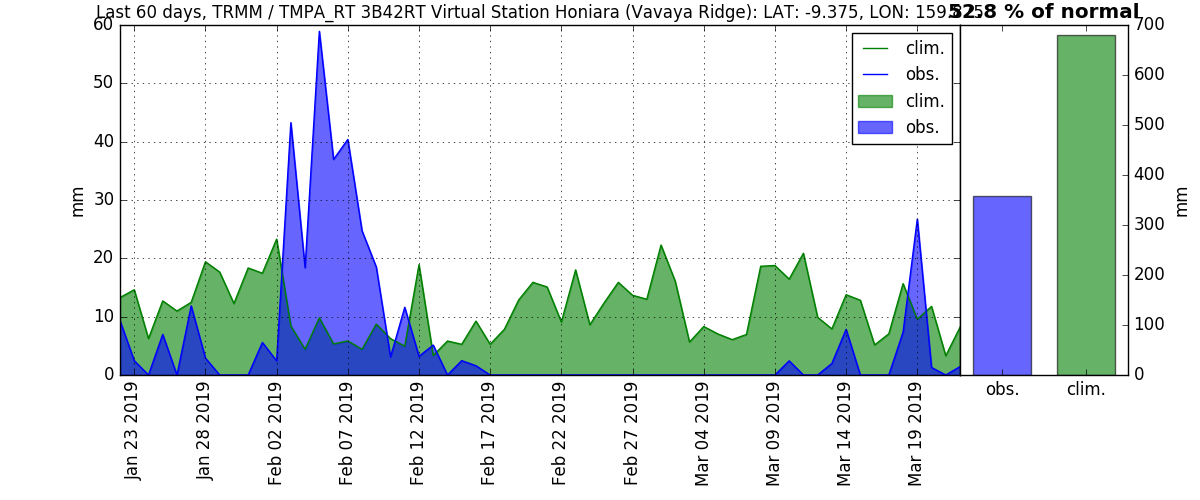 Last 60 days, TRMM / TMPA_RT 3B42RT Virtual Station Honiara (Vavaya Ridge): LAT: -9.375, LON:
52.8 % of normal
60
50
40
30
20
10
0
mm
clim.
obs.
clim.
obs.
700
600
500
400
300
200
100
0
mm
obs.
clim.
Jan 23 2019
Jan 28 2019
Feb 02 2019
Feb 07 2019
Feb 12 2019
Feb 17 2019
Feb 22 2019
Feb 27 2019
Mar 04 2019
Mar 09 2019
Mar 14 2019
Mar 19 2019